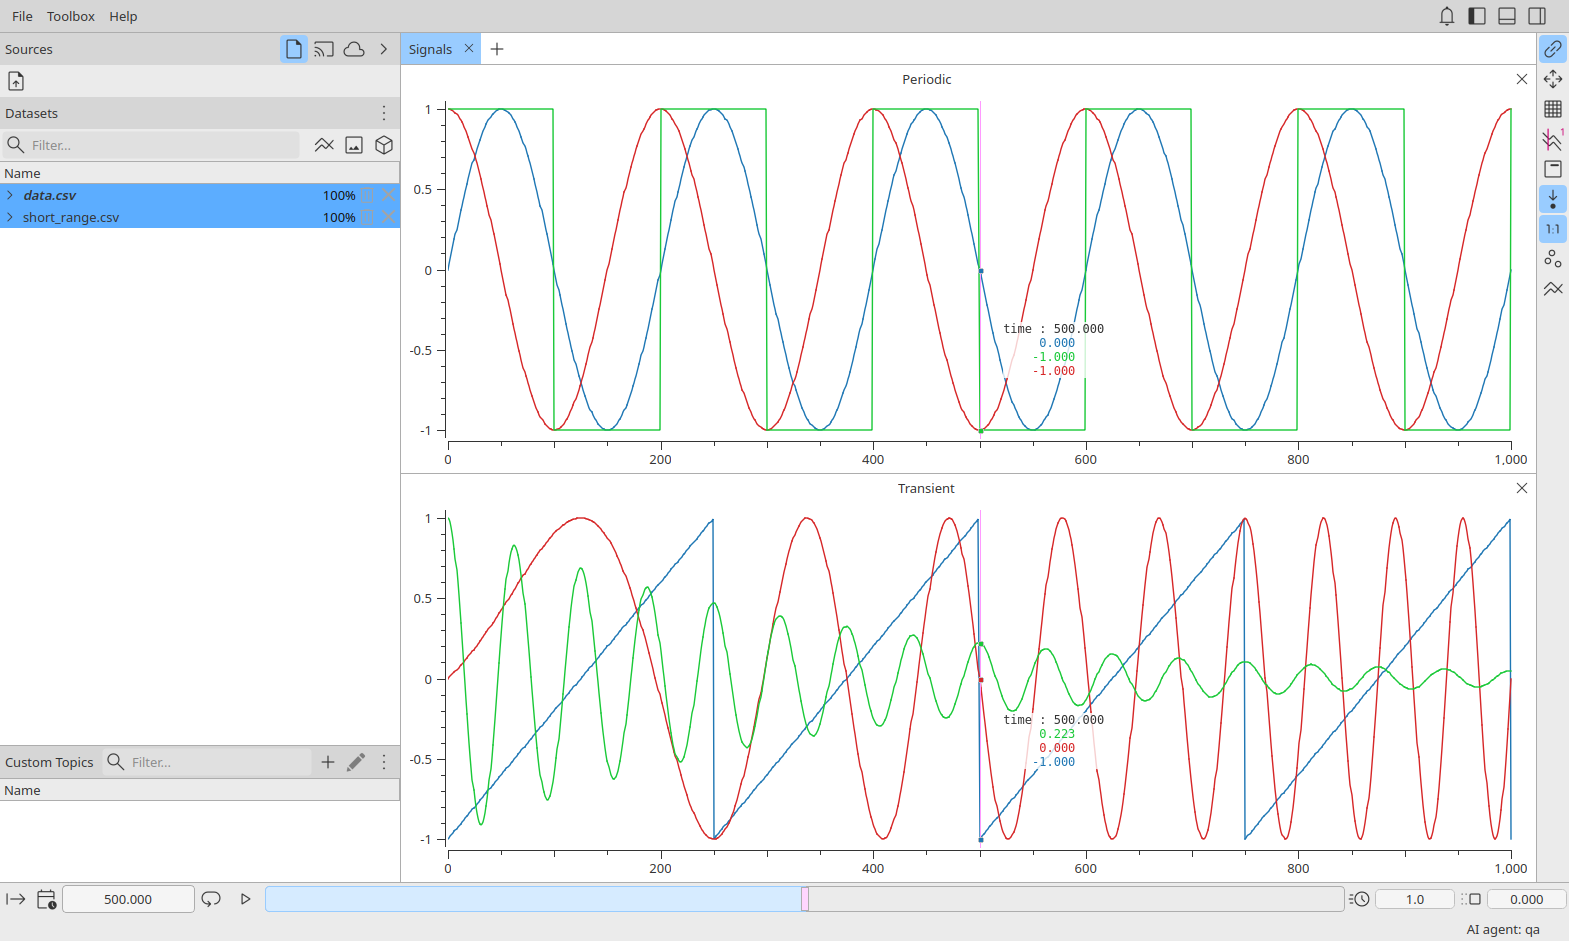 File Toolbox Help
Sources
Signals
Datasets
Filter...
Name
data.csv 100%
short_range.csv 100%
Custom Topics
Filter...
Name
Periodic
1
0.5
0
-0.5
-1
time : 500.000
0.000
-1.000
-1.000
0 200 400 600 800 1,000
Transient
1
0.5
0
-0.5
-1
time : 500.000
0.223
0.000
-1.000
0 200 400 600 800 1,000
1
1:1
500.000
1.0
0.000
AI agent: qa